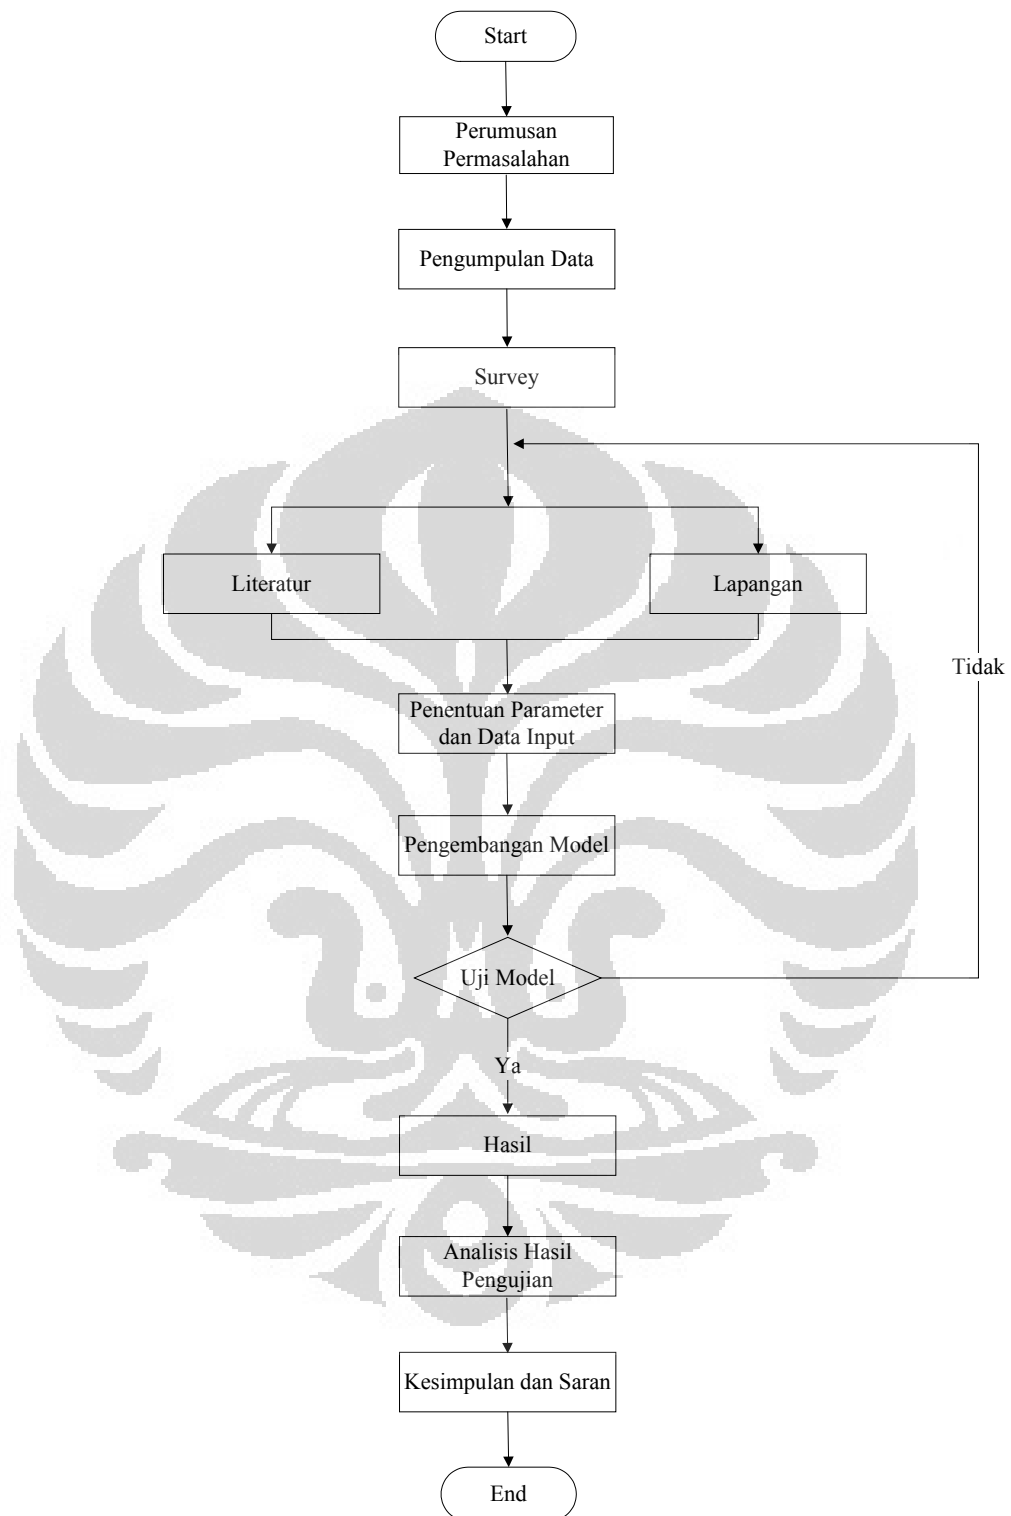 Start
Perumusan
Permasalahan
Pengumpulan Data
Survey
Literatur
Lapangan
Tidak
Penentuan Parameter
dan Data Input
Pengembangan Model
Uji Model
Ya
Hasil
Analisis Hasil
Pengujian
Kesimpulan dan Saran
End